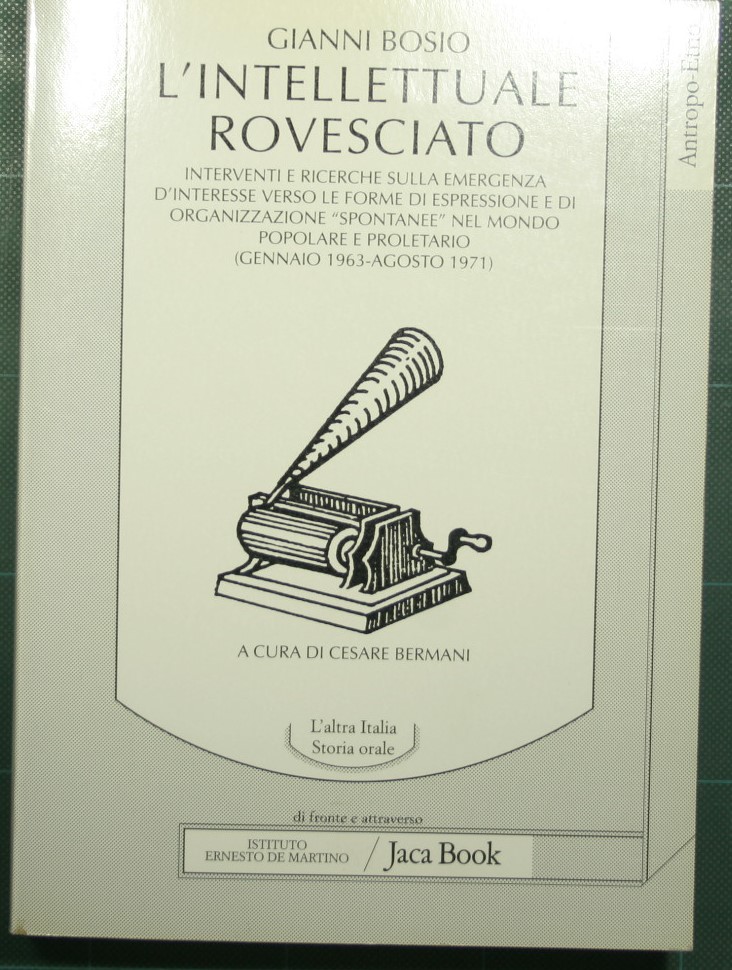 GIANNI BOSIO
L'INTELLETTUALE
ROVESCIATO
INTERVENTI E RICERCHE SULLA EMERGENZA
D'INTERESSE VERSO LE FORME DI ESPRESSIONE E DI
ORGANIZZAZIONE "SPONTANEE" NEL MONDO
POPOLARE E PROLETARIO
(GENNAIO 1963-AGOSTO 1971)
A CURA DI CESARE BERMANI
L'altra Italia
Storia orale
di fronte e attraverso
ISTITUTO
ERNESTO DE MARTINO / Jaca Book
Antropo-Etno